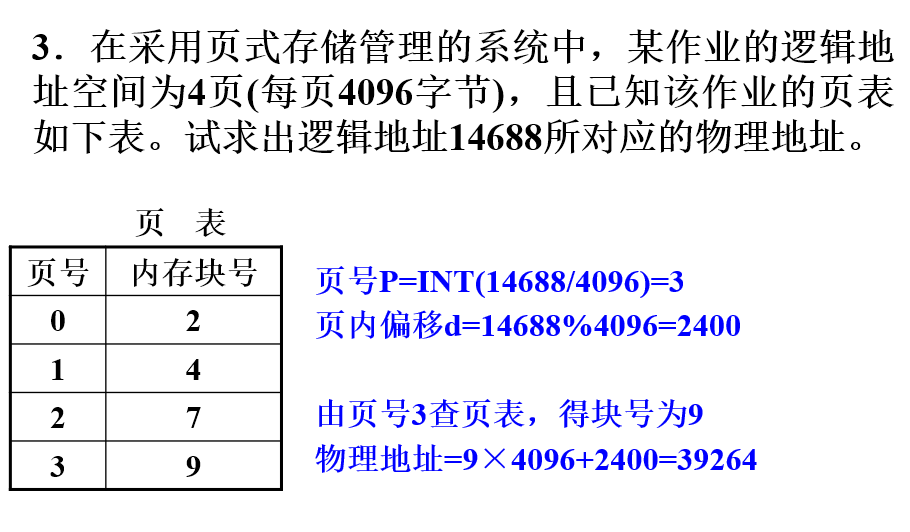 3．在采用页式存储管理的系统中，某作业的逻辑地
址空间为4页(每页4096字节)，且已知该作业的页表
如下表。试求出逻辑地址14688所对应的物理地址。
页 表
页号 内存块号
0 2
1 4
2 7
3 9
页号P=INT(14688/4096)=3
页内偏移d=14688%4096=2400
由页号3查页表，得块号为9
物理地址=9×4096+2400=39264